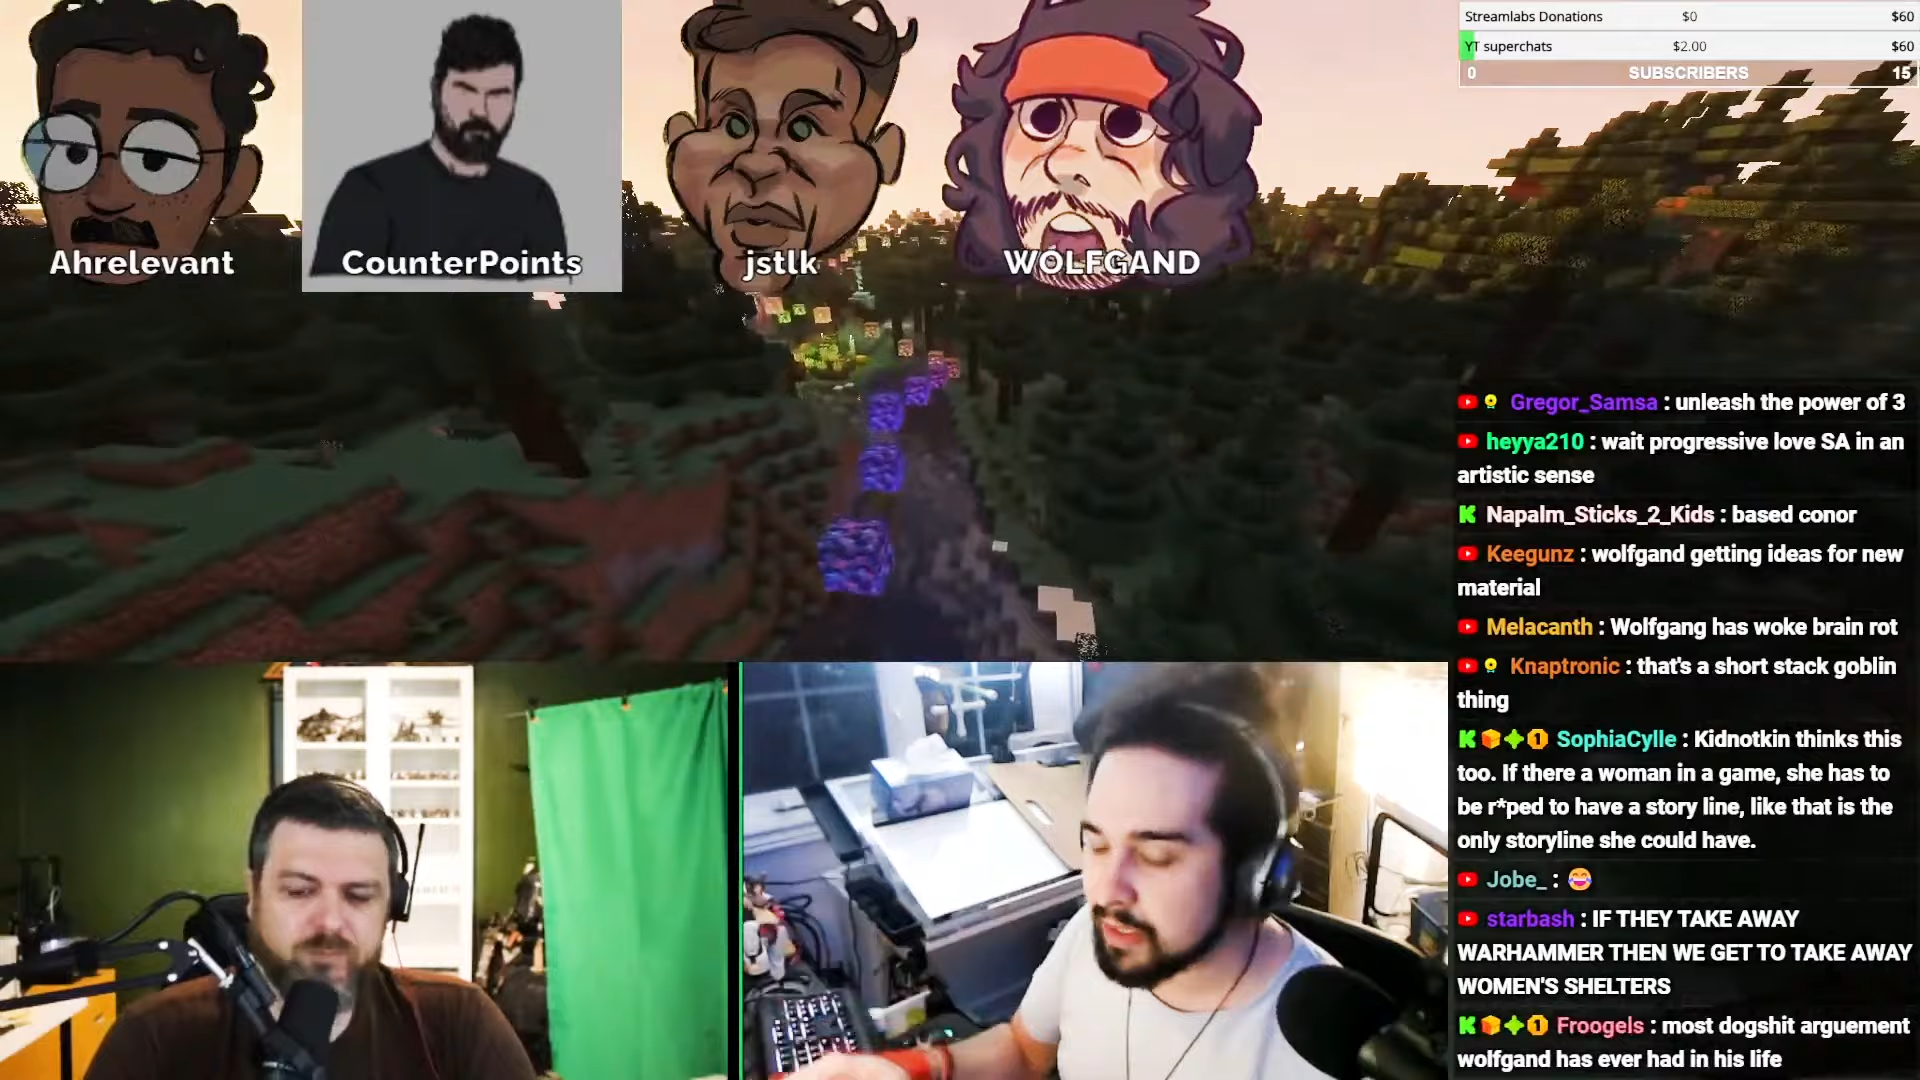 Streamlabs Donations $0 $60
YT superchats $2.00 $60
0 SUBSCRIBERS 15
Ahrelevant
CounterPoints
jstlk
WOLFGAND
Gregor_Samsa : unleash the power of 3
heyya210 : wait progressive love SA in an
artistic sense
Napalm_Sticks_2_Kids : based conor
Keegunz : wolfgand getting ideas for new
material
Melacanth : Wolfgang has woke brain rot
Knaptronic : that's a short stack goblin
thing
SophiaCylle : Kidnotkin thinks this
too. If there a woman in a game, she has to
be r*ped to have a story line, like that is the
only storyline she could have.
Jobe_ : 😂
starbash : IF THEY TAKE AWAY
WARHAMMER THEN WE GET TO TAKE AWAY
WOMEN'S SHELTERS
Froogels : most dogshit arguement
wolfgand has ever had in his life